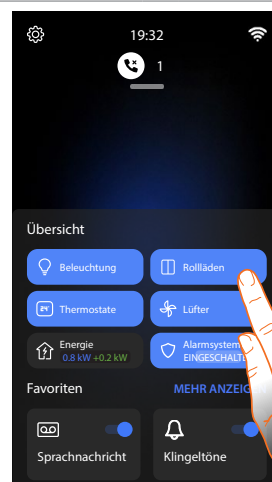 19:32
1
Übersicht
Beleuchtung
Rollläden
Thermostate
Lüfter
Energie
0.8 kW +0.2 kW
Alarmsystem
EINGESCHALTE
Favoriten
MEHR ANZEIG
Sprachnachricht
Klingeltöne